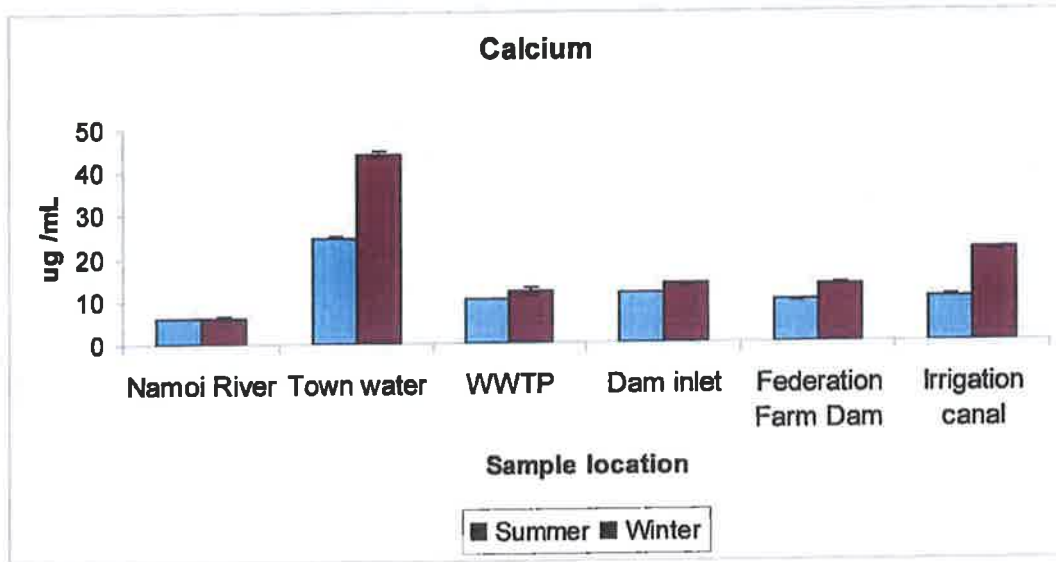 Calcium
50
40
30
20
10
0
ug /mL
Namoi River Town water WWTP Dam inlet Federation Farm Dam Irrigation canal
Sample location
Summer Winter